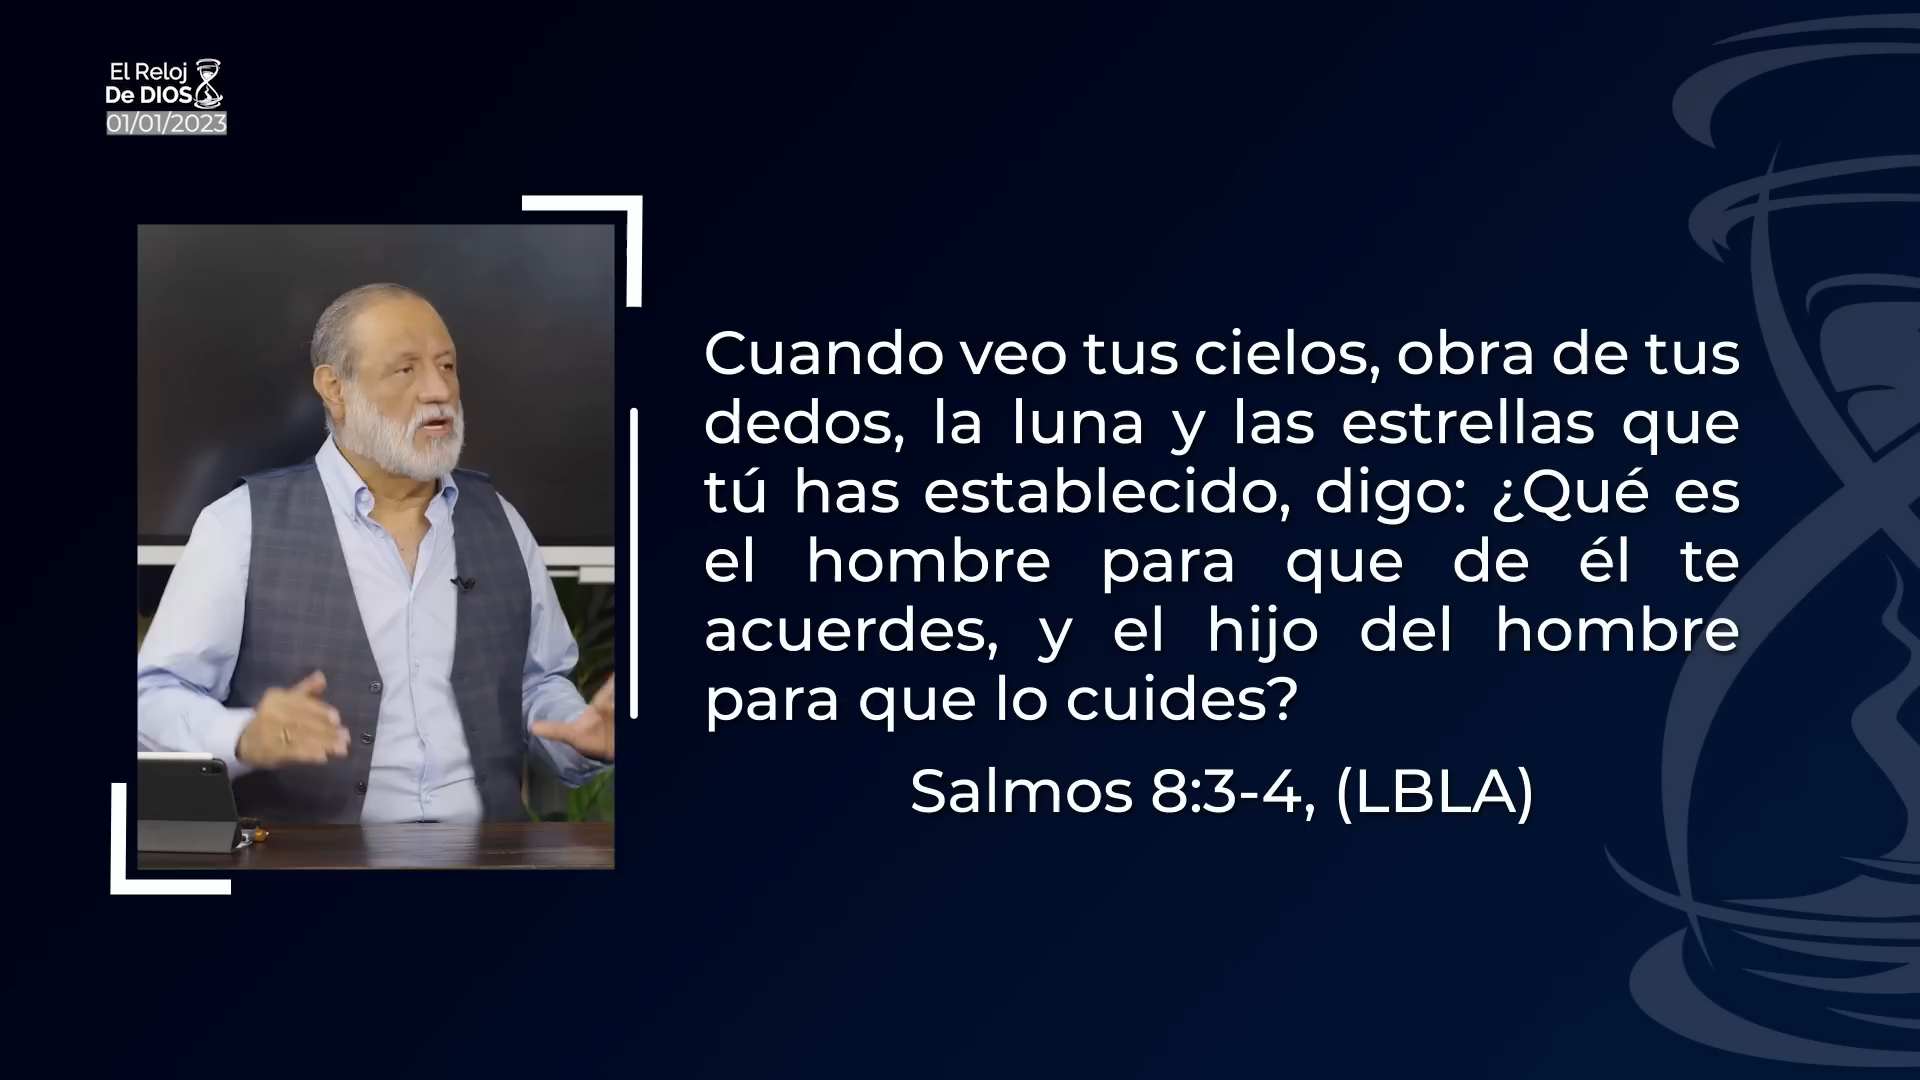 El Reloj
De DIOS
01/01/2023
Cuando veo tus cielos, obra de tus
dedos, la luna y las estrellas que
tú has establecido, digo: ¿Qué es
el hombre para que de él te
acuerdes, y el hijo del hombre
para que lo cuides?
Salmos 8:3-4, (LBLA)